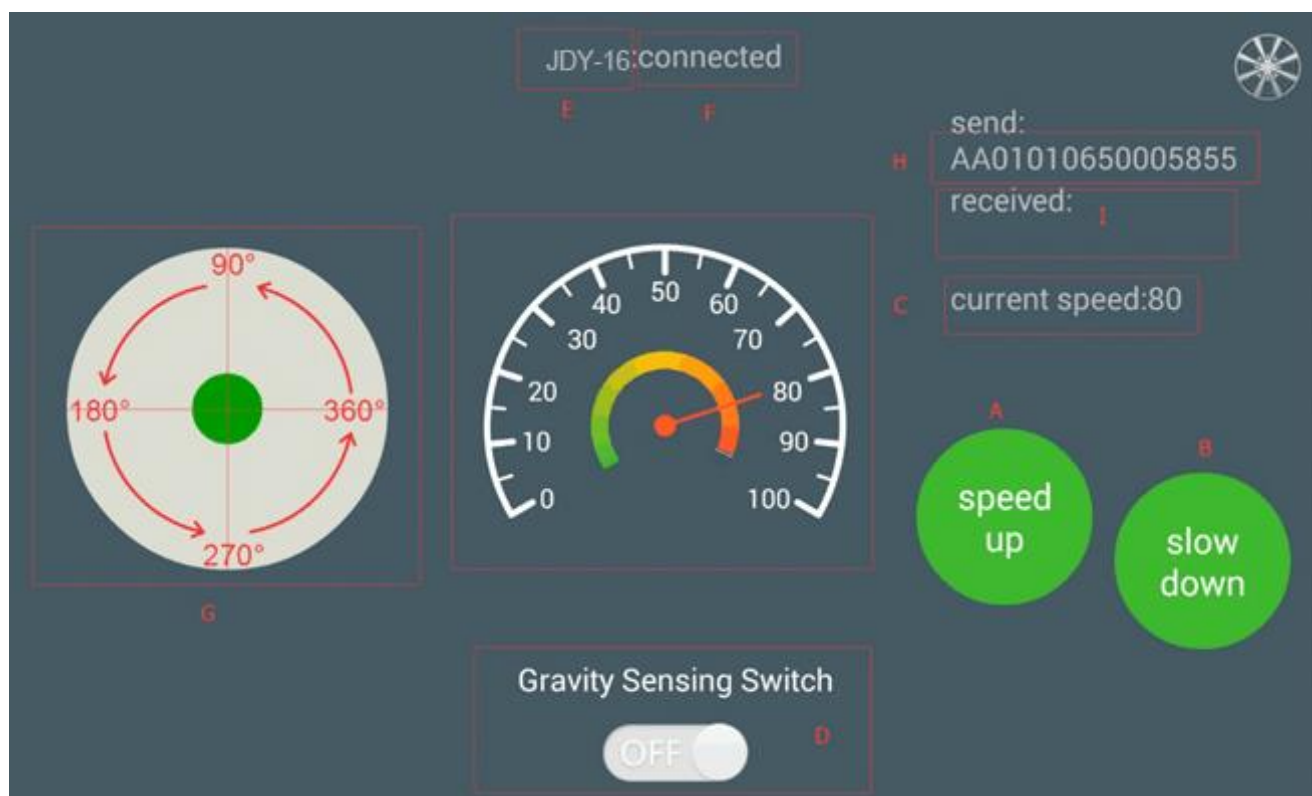 JDY-16:connected
E
F
send:
H
AA01010650005855
received:
I
C
current speed:80
90°
180°
360°
270°
G
0
10
20
30
40
50
60
70
80
90
100
A
speed
up
B
slow
down
Gravity Sensing Switch
OFF
D